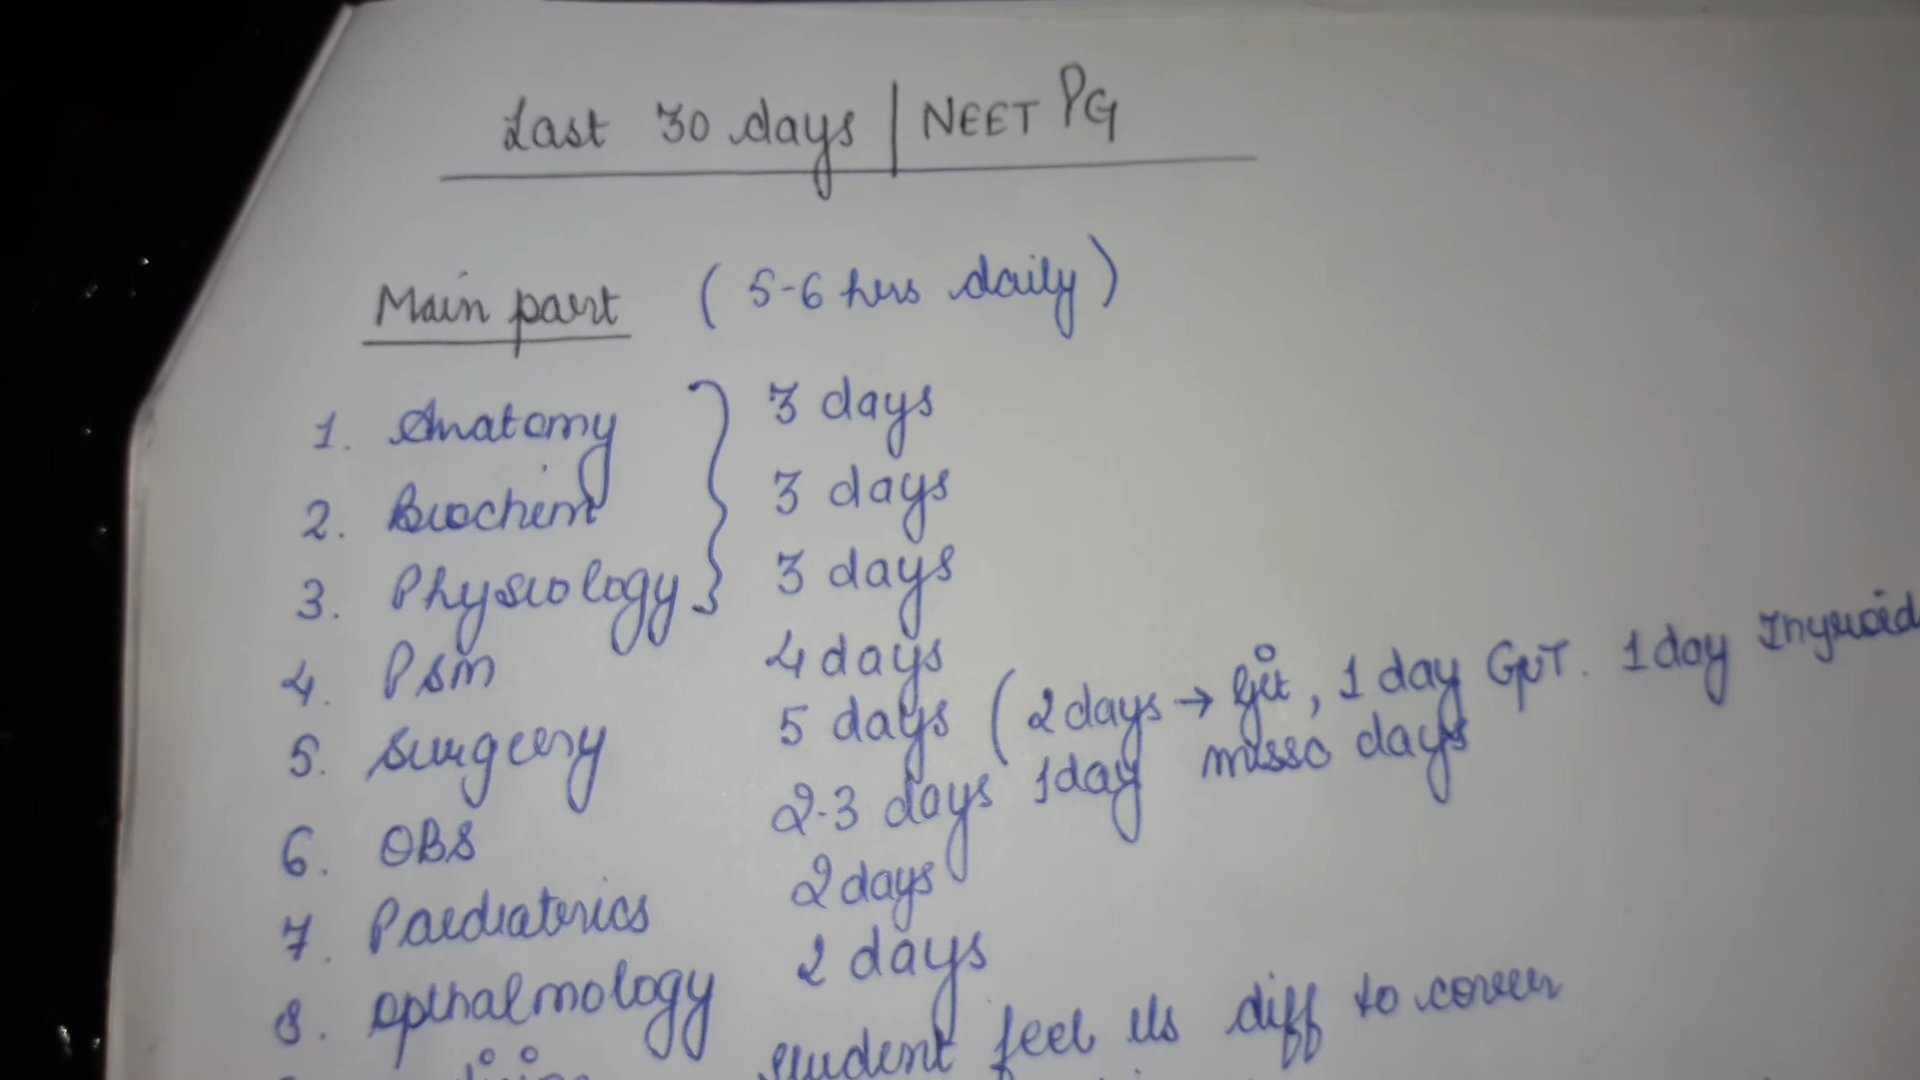 Last 30 days | NEET PG
Main part (5-6 hrs daily)
1. Anatomy } 3 days
2. Biochem 3 days
3. Physiology 3 days
4. PSM 4 days
5. Surgery 5 days (2 days → Git, 1 day GUT. 1 day Thyroid
1 day missc days
6. OBS 2-3 days
7. Paediatrics 2 days
8. Opthalmology 2 days
student feel its diff to cover